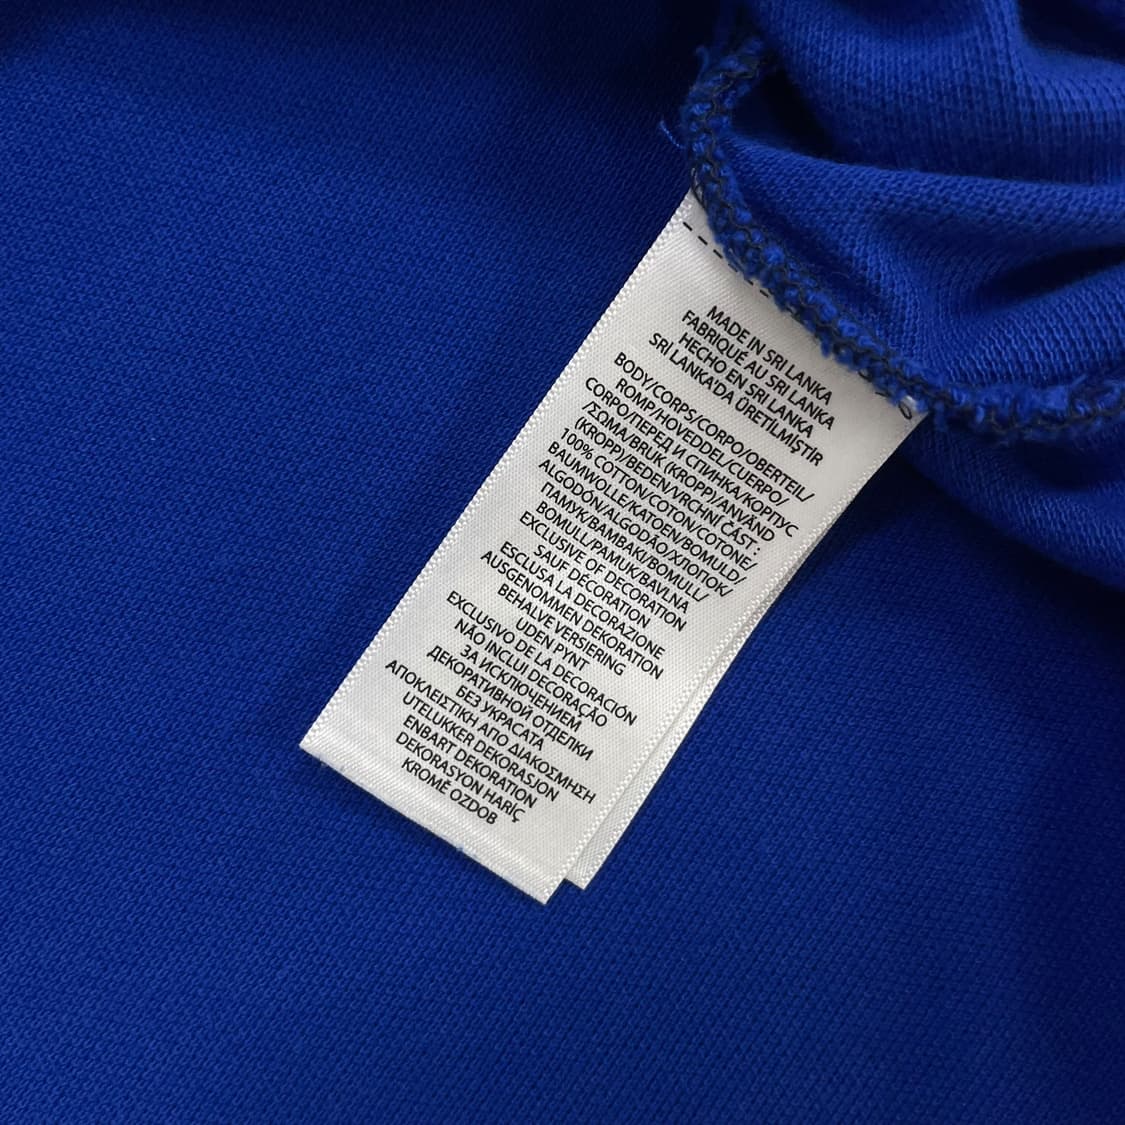 MADE IN SRI LANKA
FABRIQUÉ AU SRI LANKA
HECHO EN SRI LANKA
SRI LANKA'DA ÜRETİLMİŞTİR
BODY/CORPS/CORPO/OBERTEIL/
ROMP/HOVEDDEL/CUERPO/
CORPO/ПЕРЕД И СПИНКА/КОРПУС
/ΣΩΜΑ/BRUK (KROPP)/ANVÄND
(KROPP)/BEDEN/VRCHNÍ ČÁST :
100% COTTON/COTON/COTONE/
BAUMWOLLE/KATOEN/BOMULD/
ALGODÓN/ALGODÃO/ХЛОПОК/
ПАМУК/ΒΑΜΒΑΚΙ/BOMULL/
BOMULL/PAMUK/BAVLNA
EXCLUSIVE OF DECORATION
SAUF DÉCORATION
ESCLUSA LA DECORAZIONE
AUSGENOMMEN DEKORATION
BEHALVE VERSIERING
UDEN PYNT
EXCLUSIVO DE LA DECORACIÓN
NÃO INCLUI DECORAÇÃO
ЗА ИСКЛЮЧЕНИЕМ
ДЕКОРАТИВНОЙ ОТДЕЛКИ
БЕЗ УКРАСАТА
ΑΠΟΚΛΕΙΣΤΙΚΗ ΑΠΟ ΔΙΑΚΟΣΜΗΣΗ
UTELUKKER DEKORASJON
ENBART DEKORATION
DEKORASYON HARİÇ
KROMĚ OZDOB